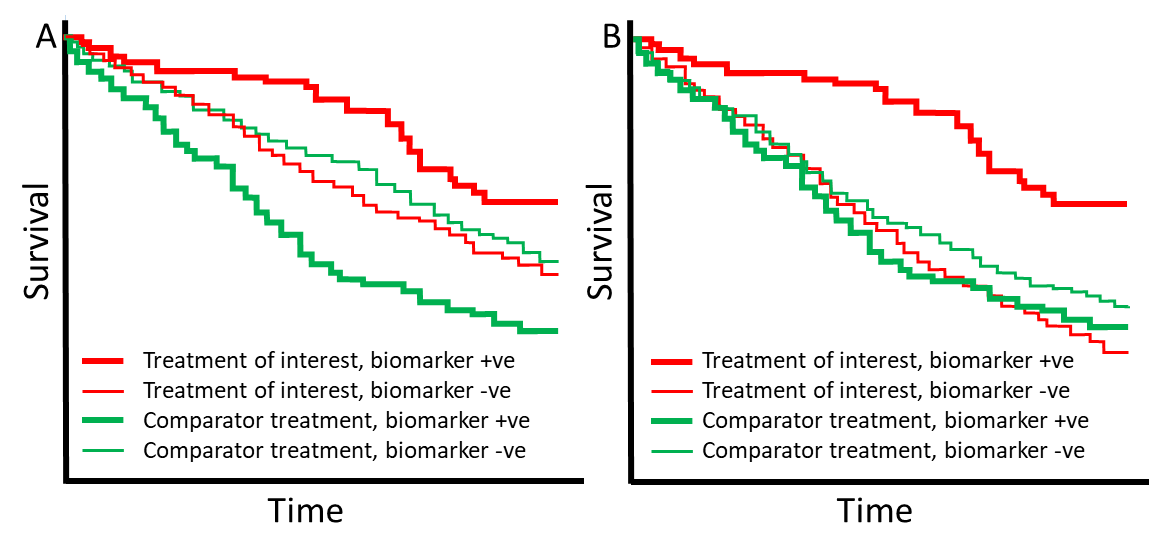 A
Survival
Treatment of interest, biomarker +ve
Treatment of interest, biomarker -ve
Comparator treatment, biomarker +ve
Comparator treatment, biomarker -ve
Time
B
Survival
Treatment of interest, biomarker +ve
Treatment of interest, biomarker -ve
Comparator treatment, biomarker +ve
Comparator treatment, biomarker -ve
Time